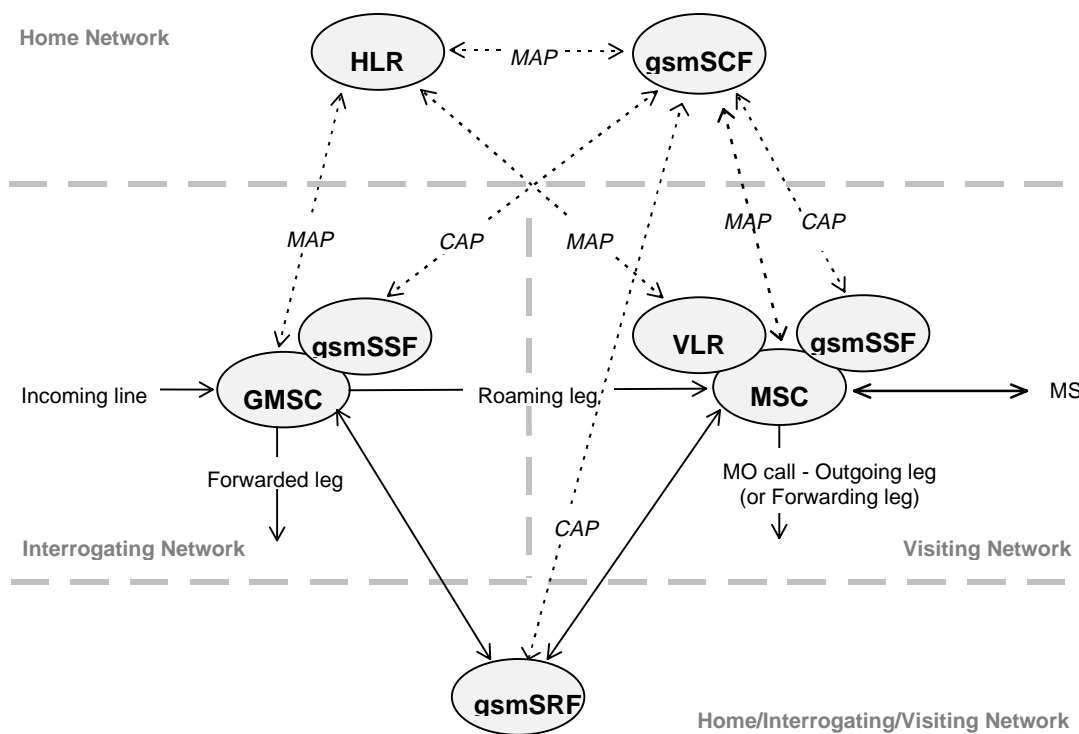 Home Network
HLR
MAP
gsmSCF
MAP
CAP
MAP
MAP
CAP
gsmSSF
VLR
gsmSSF
Incoming line
GMSC
Roaming leg
MSC
MS
Forwarded leg
MO call - Outgoing leg
(or Forwarding leg)
CAP
Interrogating Network
Visiting Network
gsmSRF
Home/Interrogating/Visiting Network